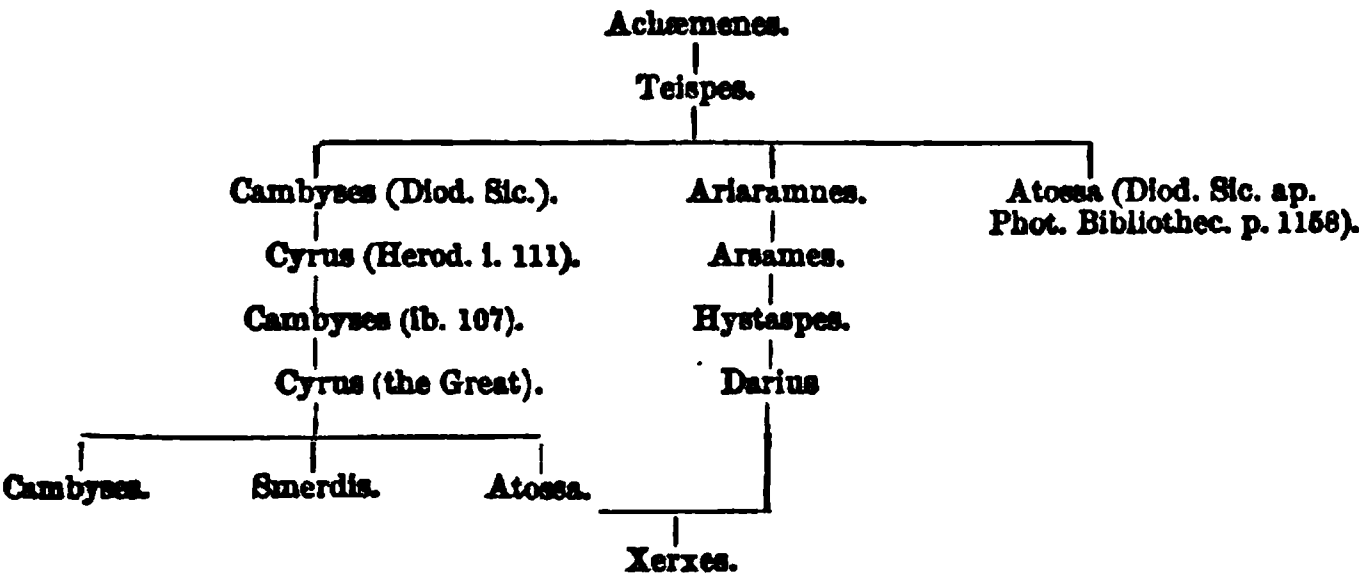 Achæmenes.
Teispes.
Cambyses (Diod. Sic.). Ariaramnes. Atossa (Diod. Sic. ap.
Phot. Bibliothec. p. 1158).
Cyrus (Herod. i. 111). Arsames.
Cambyses (ib. 107). Hystaspes.
Cyrus (the Great). Darius
Cambyses. Smerdis. Atossa.
Xerxes.